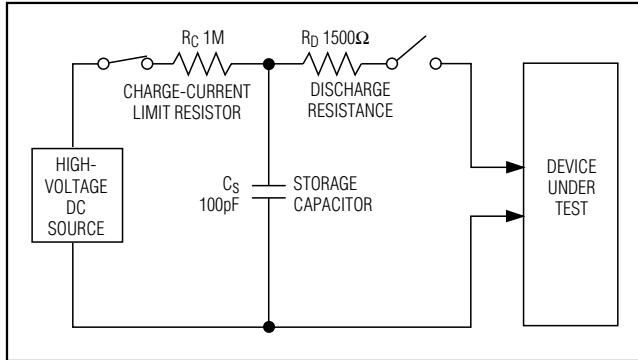 R_C 1M
CHARGE-CURRENT
LIMIT RESISTOR
R_D 1500Ω
DISCHARGE
RESISTANCE
HIGH-
VOLTAGE
DC
SOURCE
C_S
100pF
STORAGE
CAPACITOR
DEVICE
UNDER
TEST